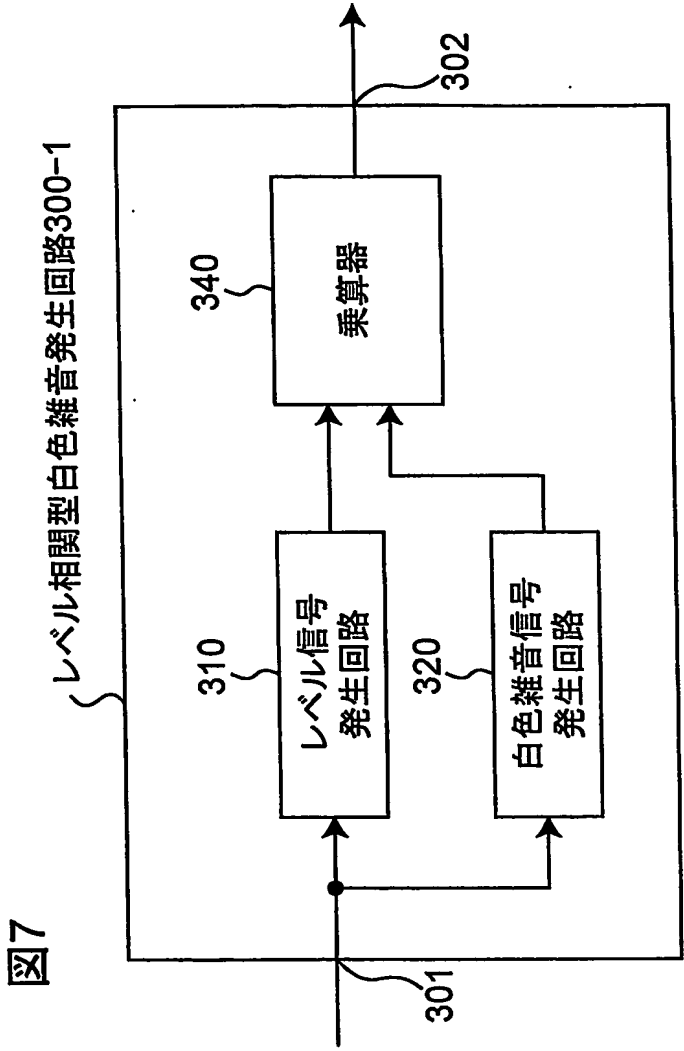 図7
レベル相関型白色雑音発生回路300-1
301
310
レベル信号
発生回路
320
白色雑音信号
発生回路
340
乗算器
302